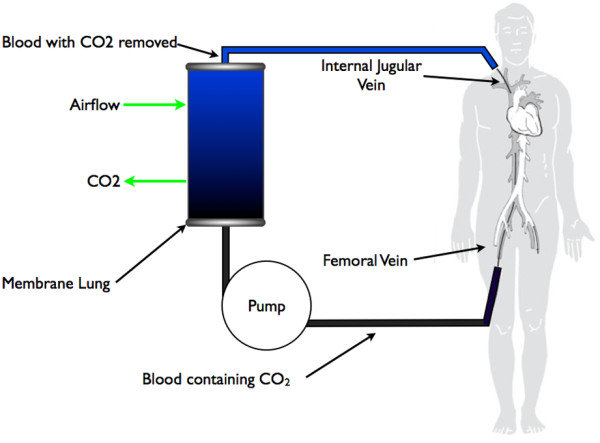 Blood with CO2 removed
Internal Jugular
Vein
Airflow
CO2
Membrane Lung
Femoral Vein
Pump
Blood containing CO₂